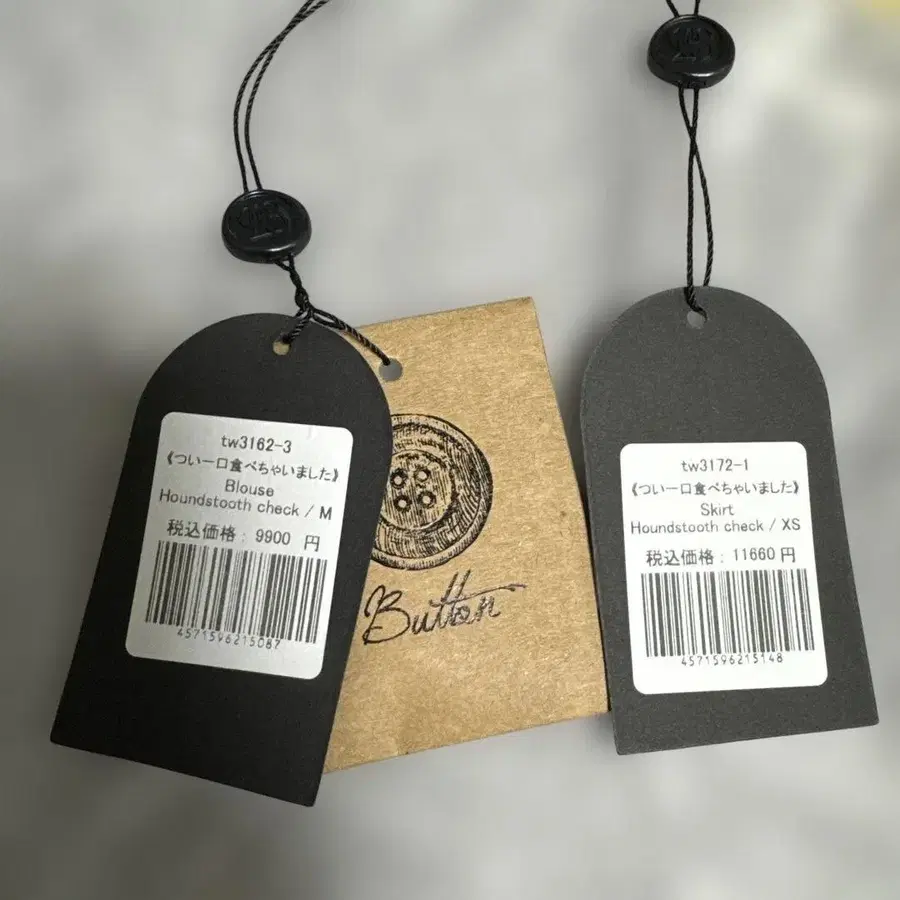 tw3162-3
《つい一口食べちゃいました》
Blouse
Houndstooth check / M
税込価格: 9900 円
4571596215087
Button
tw3172-1
《つい一口食べちゃいました》
Skirt
Houndstooth check / XS
税込価格: 11660 円
4571596215148